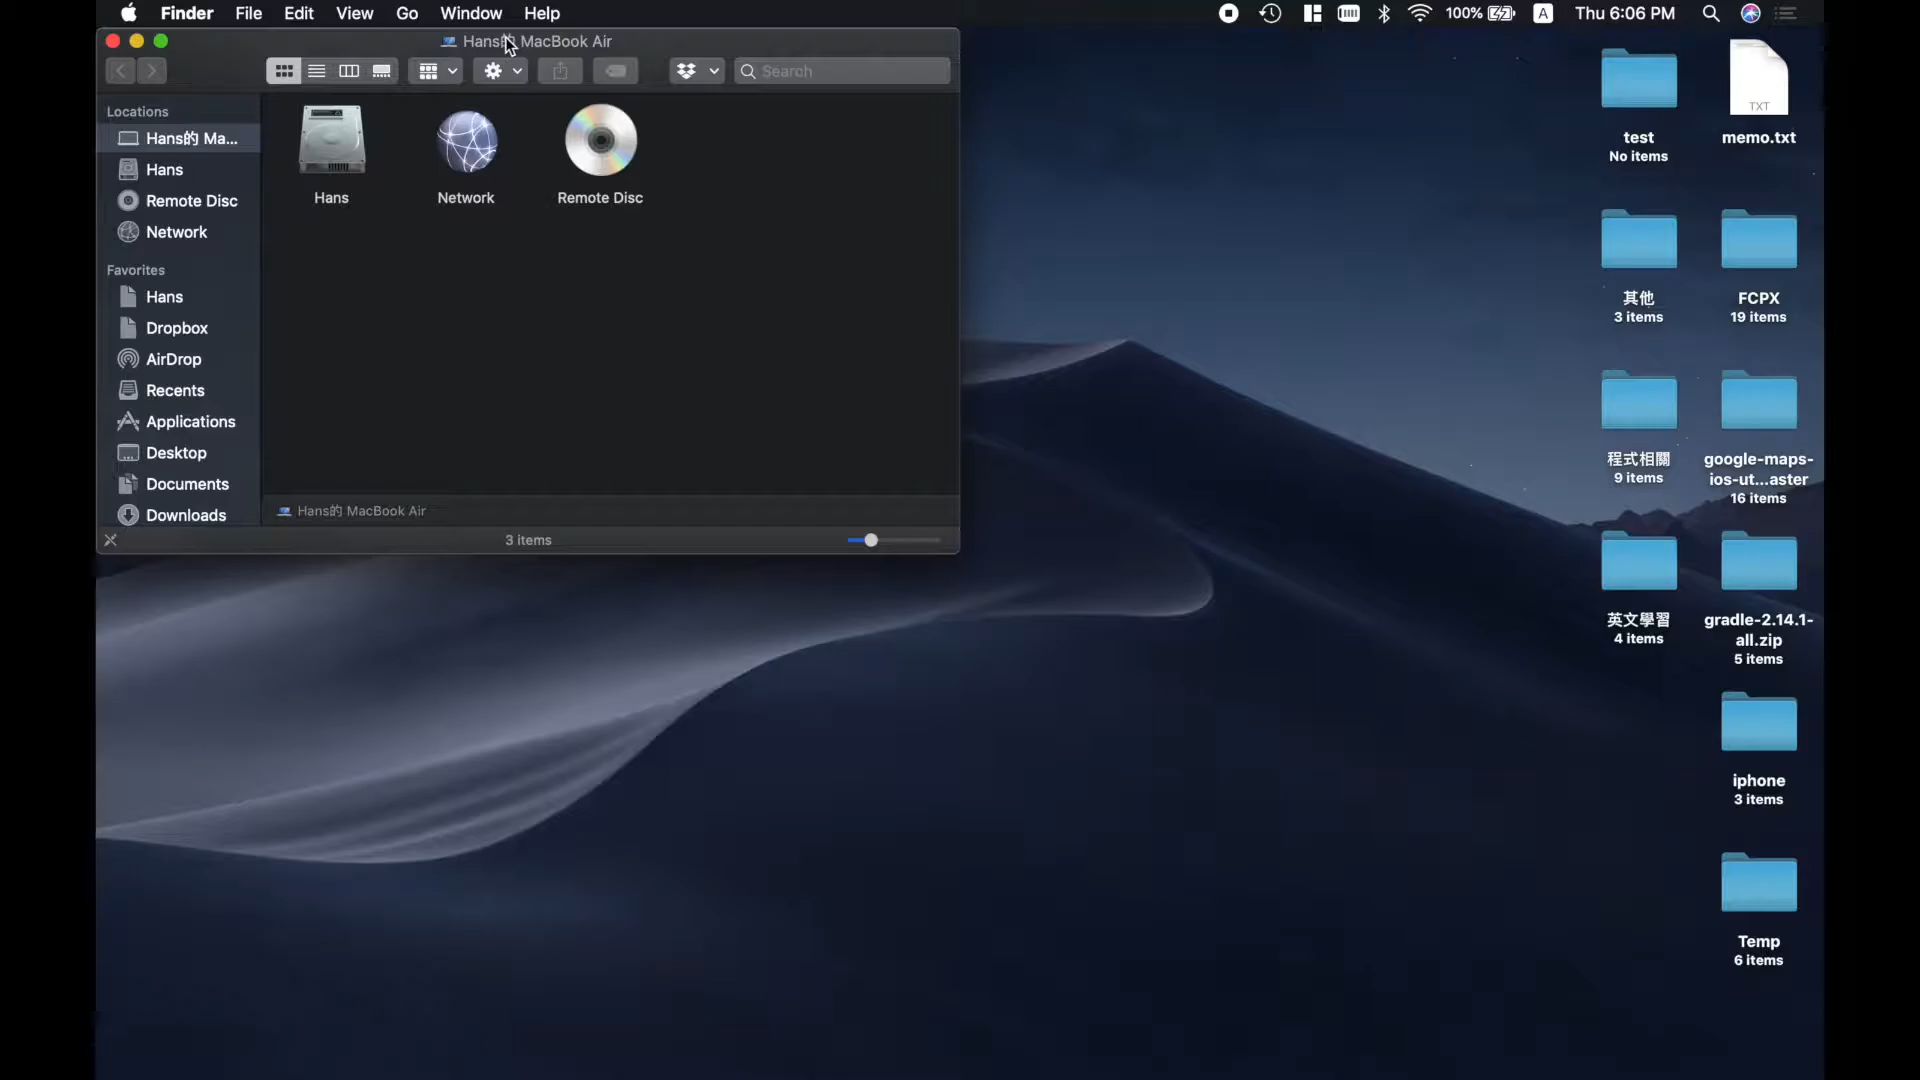 Finder File Edit View Go Window Help 100% A Thu 6:06 PM
Hans的 MacBook Air
Search
Locations
Hans的 Ma...
Hans
Remote Disc
Network
Favorites
Hans
Dropbox
AirDrop
Recents
Applications
Desktop
Documents
Downloads
Hans
Network
Remote Disc
Hans的 MacBook Air
3 items
test
No items
TXT
memo.txt
其他
3 items
FCPX
19 items
程式相關
9 items
google-maps-
ios-ut...aster
16 items
英文學習
4 items
gradle-2.14.1-
all.zip
5 items
iphone
3 items
Temp
6 items